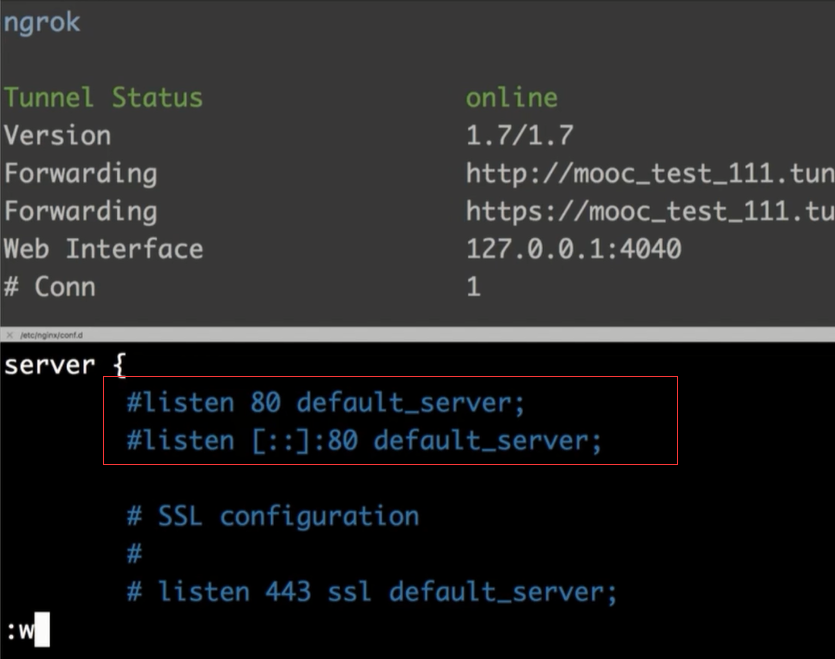 ngrok
Tunnel Status online
Version 1.7/1.7
Forwarding http://mooc_test_111.tun
Forwarding https://mooc_test_111.tu
Web Interface 127.0.0.1:4040
# Conn 1
× /etc/nginx/conf.d
server {
#listen 80 default_server;
#listen [::]:80 default_server;
# SSL configuration
#
# listen 443 ssl default_server;
:w